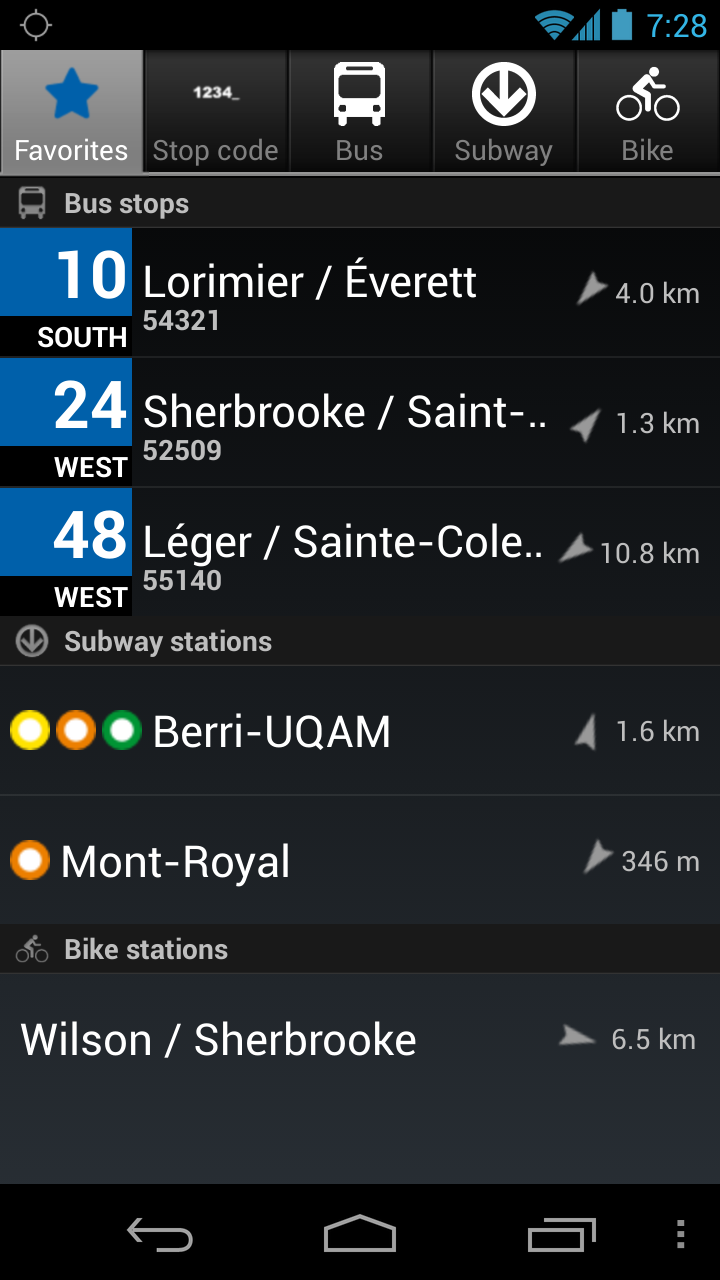 7:28
1234_
Favorites Stop code Bus Subway Bike
Bus stops
10 Lorimier / Éverett 4.0 km
SOUTH 54321
24 Sherbrooke / Saint-.. 1.3 km
WEST 52509
48 Léger / Sainte-Cole.. 10.8 km
WEST 55140
Subway stations
Berri-UQAM 1.6 km
Mont-Royal 346 m
Bike stations
Wilson / Sherbrooke 6.5 km